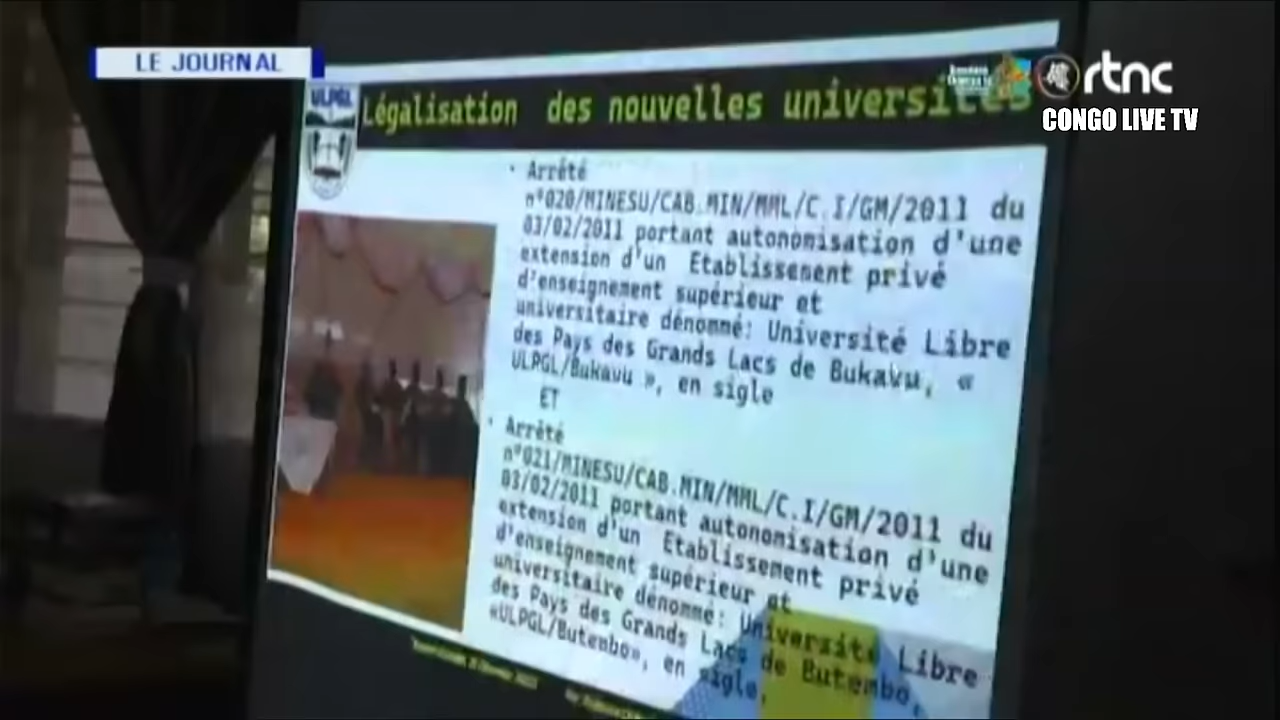 LE JOURNAL
rtnc
CONGO LIVE TV
ULPGL
Légalisation des nouvelles universités
· Arrêté
n°020/MINESU/CAB.MIN/MML/C.I/GM/2011 du
03/02/2011 portant autonomisation d'une
extension d'un Etablissement privé
d'enseignement supérieur et
universitaire dénommé: Université Libre
des Pays des Grands Lacs de Bukavu, «
ULPGL/Bukavu », en sigle
ET
· Arrêté
n°021/MINESU/CAB.MIN/MML/C.I/GM/2011 du
03/02/2011 portant autonomisation d'une
extension d'un Etablissement privé
d'enseignement supérieur et
universitaire dénommé: Université Libre
des Pays des Grands Lacs de Butembo,
«ULPGL/Butembo», en sigle,